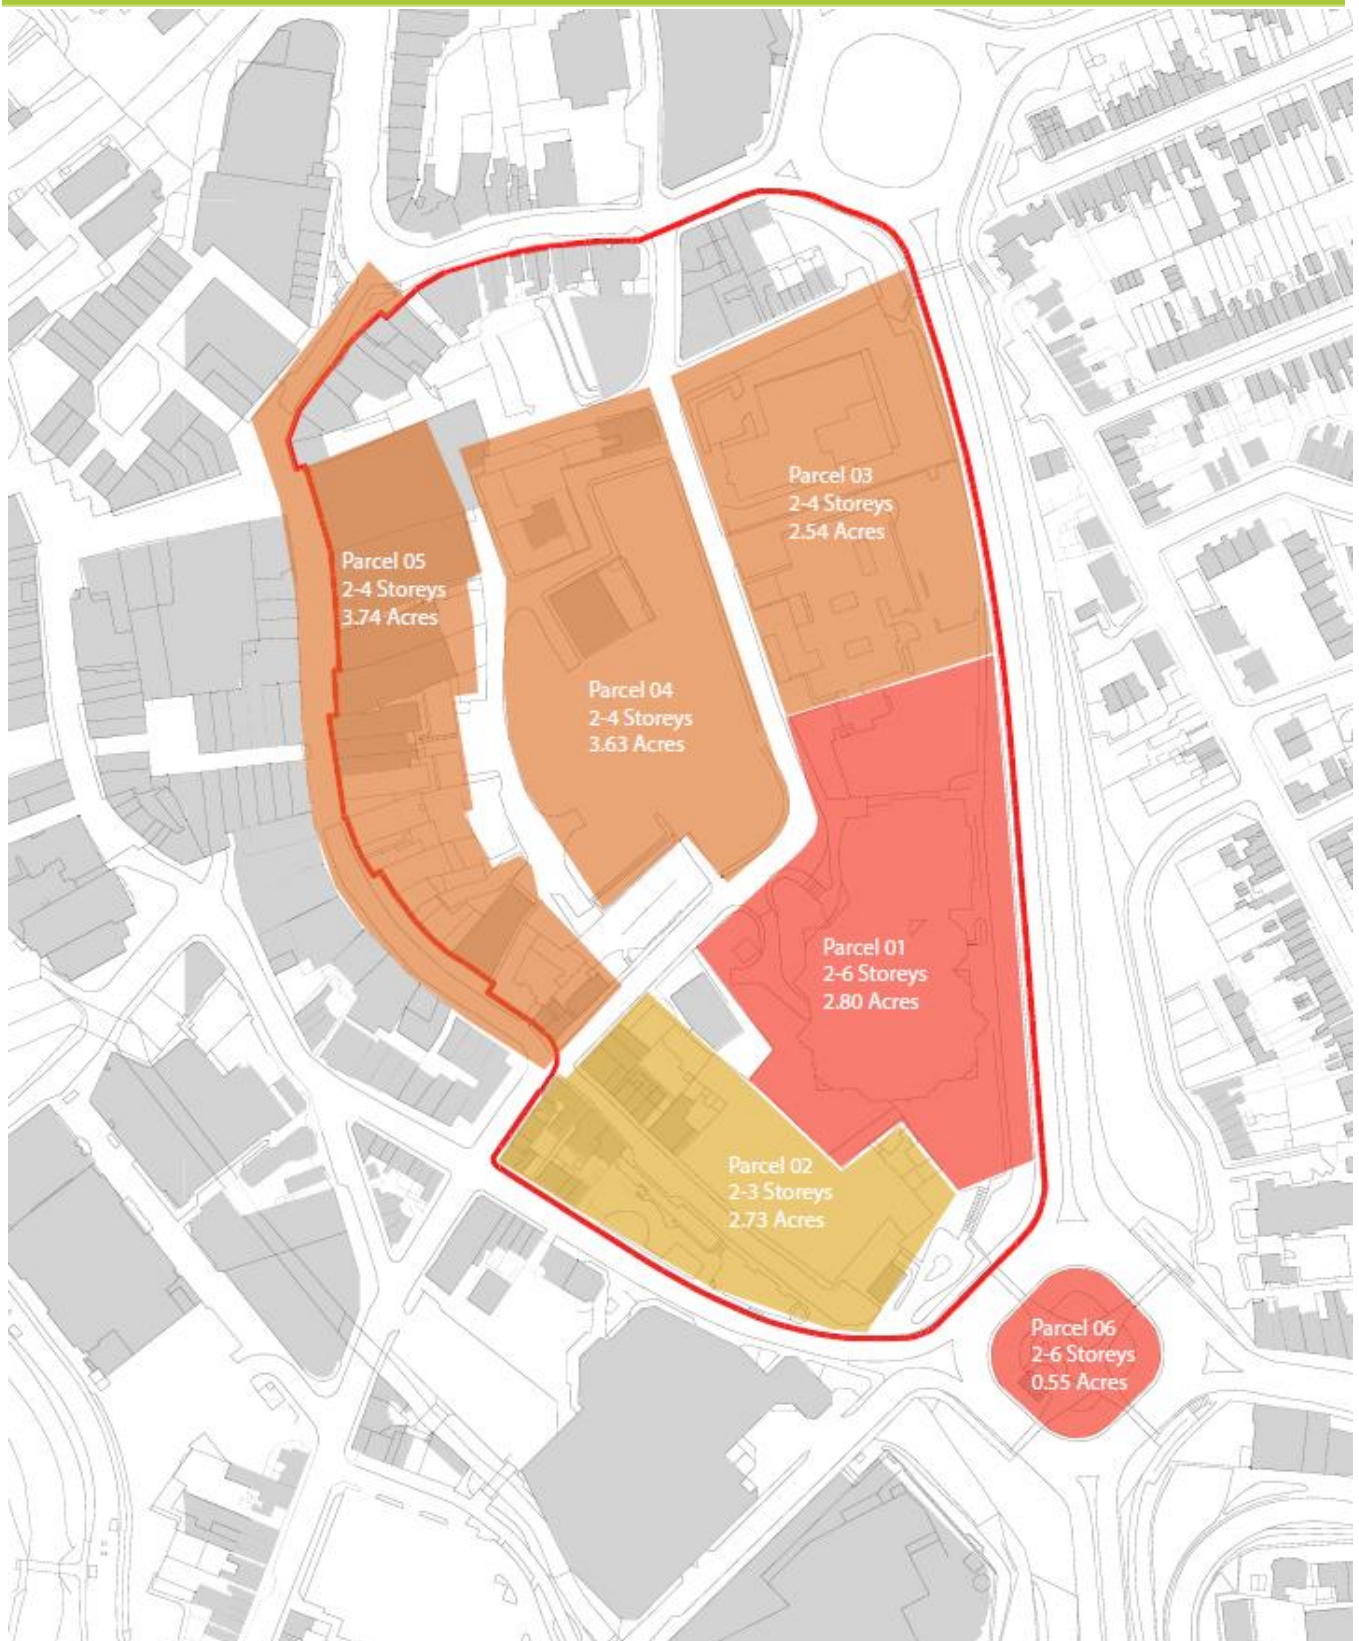 Parcel 03
2-4 Storeys
2.54 Acres
Parcel 05
2-4 Storeys
3.74 Acres
Parcel 04
2-4 Storeys
3.63 Acres
Parcel 01
2-6 Storeys
2.80 Acres
Parcel 02
2-3 Storeys
2.73 Acres
Parcel 06
2-6 Storeys
0.55 Acres